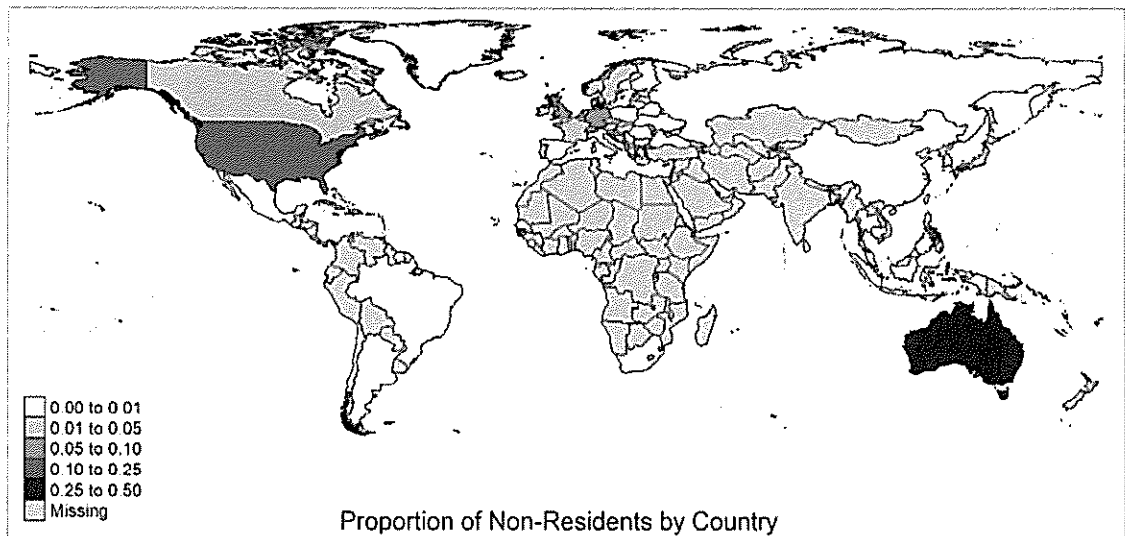 0.00 to 0.01
0.01 to 0.05
0.05 to 0.10
0.10 to 0.25
0.25 to 0.50
Missing
Proportion of Non-Residents by Country